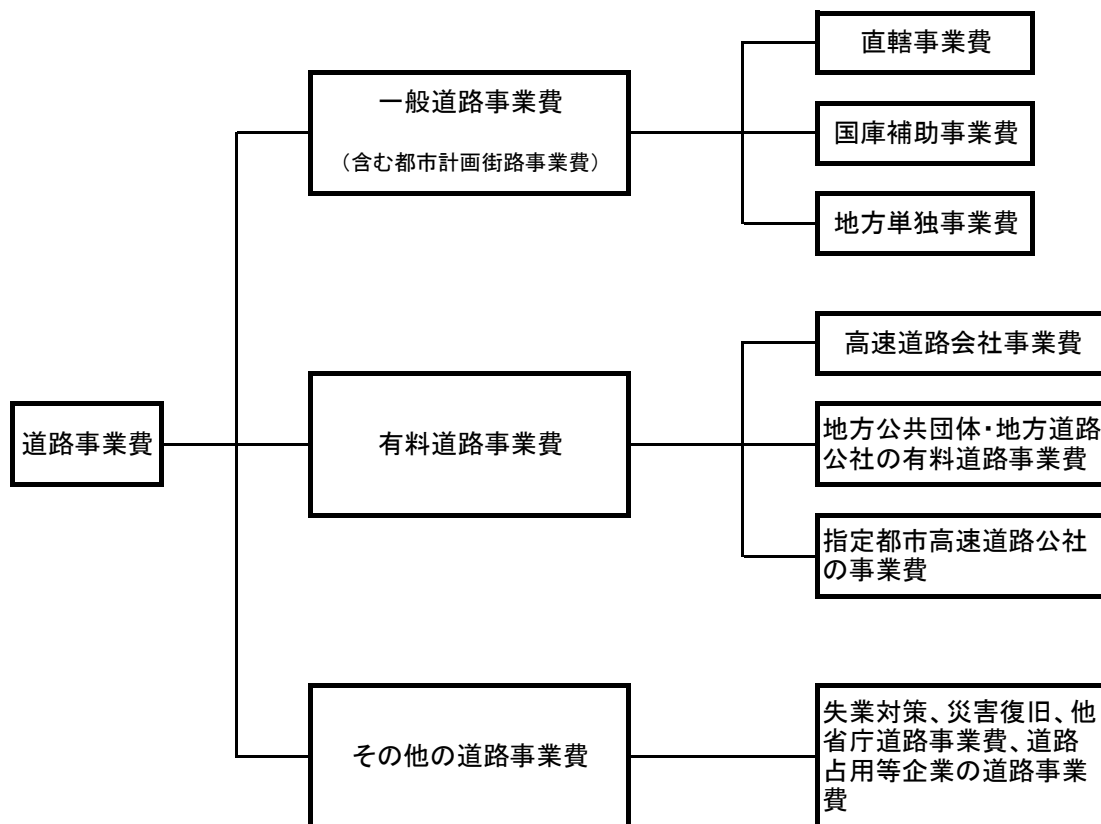 道路事業費
一般道路事業費
（含む都市計画街路事業費）
直轄事業費
国庫補助事業費
地方単独事業費
有料道路事業費
高速道路会社事業費
地方公共団体・地方道路
公社の有料道路事業費
指定都市高速道路公社
の事業費
その他の道路事業費
失業対策、災害復旧、他
省庁道路事業費、道路
占用等企業の道路事業
費